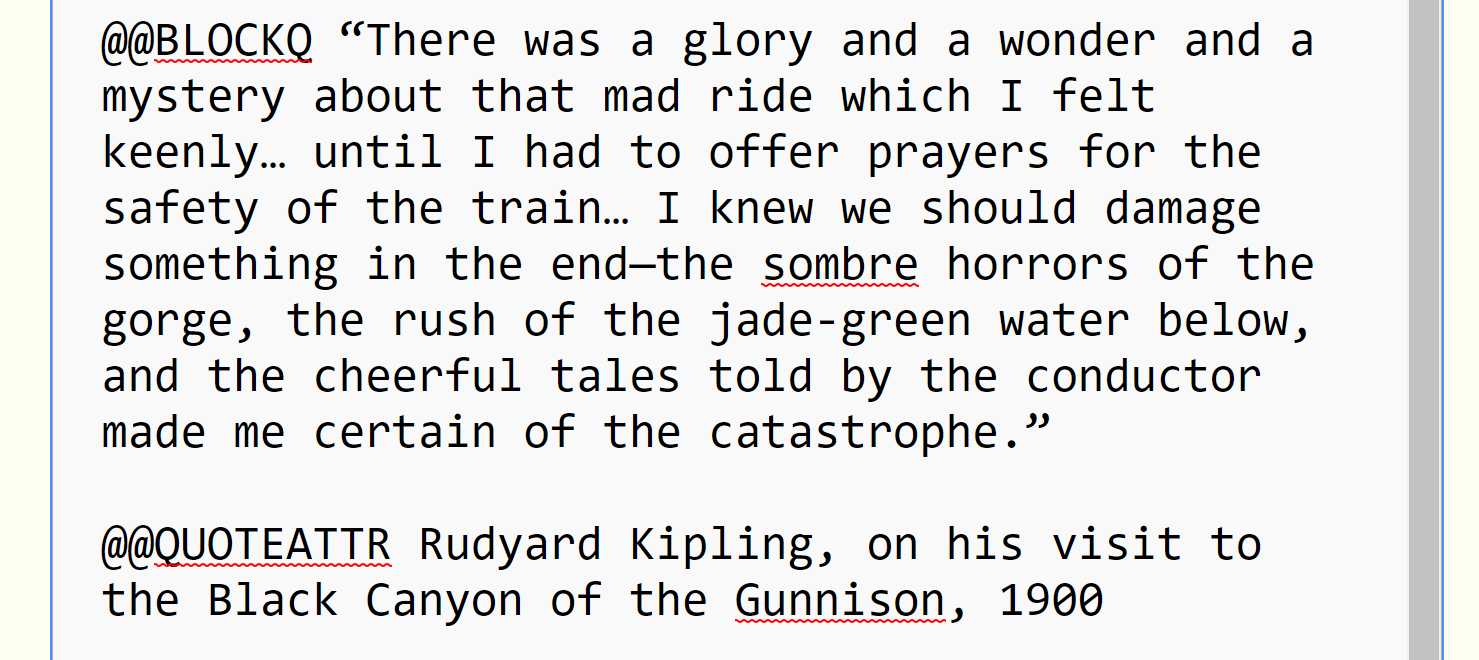 @@BLOCKQ “There was a glory and a wonder and a
mystery about that mad ride which I felt
keenly… until I had to offer prayers for the
safety of the train… I knew we should damage
something in the end—the sombre horrors of the
gorge, the rush of the jade-green water below,
and the cheerful tales told by the conductor
made me certain of the catastrophe.”
@@QUOTEATTR Rudyard Kipling, on his visit to
the Black Canyon of the Gunnison, 1900